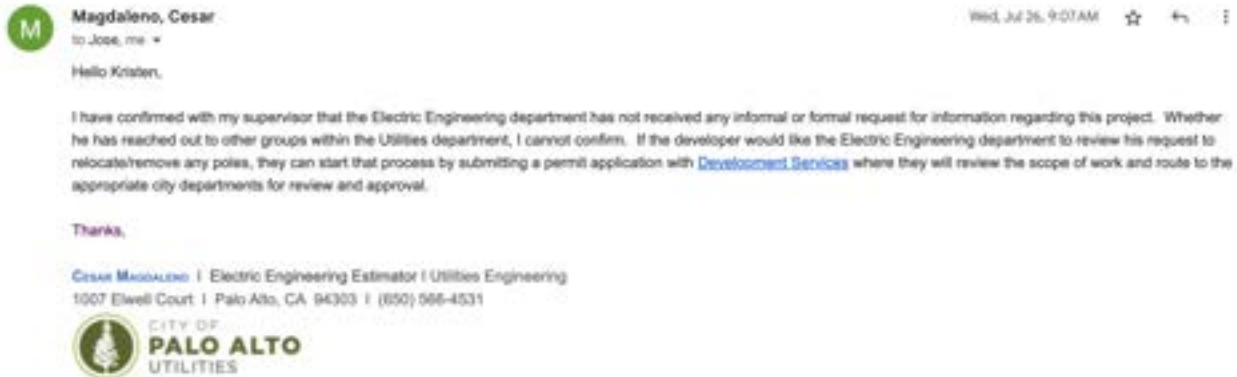 M
Magdaleno, Cesar
Wed, Jul 26, 9:07 AM
to Jose, me
Hello Kristen,
I have confirmed with my supervisor that the Electric Engineering department has not received any informal or formal request for information regarding this project. Whether
he has reached out to other groups within the Utilities department, I cannot confirm. If the developer would like the Electric Engineering department to review his request to
relocate/remove any poles, they can start that process by submitting a permit application with Development Services where they will review the scope of work and route to the
appropriate city departments for review and approval.
Thanks,
CESAR MAGDALENO | Electric Engineering Estimator | Utilities Engineering
1007 Elwell Court | Palo Alto, CA 94303 | (650) 566-4531
CITY OF
PALO ALTO
UTILITIES